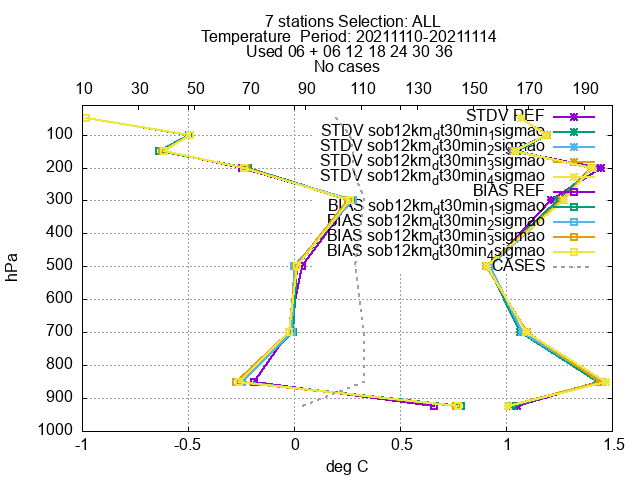 7 stations Selection: ALL
Temperature Period: 20211110-20211114
Used 06 + 06 12 18 24 30 36
No cases
10 30 50 70 90 110 130 150 170 190
STDV REF
STDV sob12km_dt30min_1sigmao
STDV sob12km_dt30min_2sigmao
STDV sob12km_dt30min_3sigmao
STDV sob12km_dt30min_4sigmao
BIAS REF
BIAS sob12km_dt30min_1sigmao
BIAS sob12km_dt30min_2sigmao
BIAS sob12km_dt30min_3sigmao
BIAS sob12km_dt30min_4sigmao
CASES
100
200
300
400
500
600
700
800
900
1000
hPa
-1 -0.5 0 0.5 1 1.5
deg C